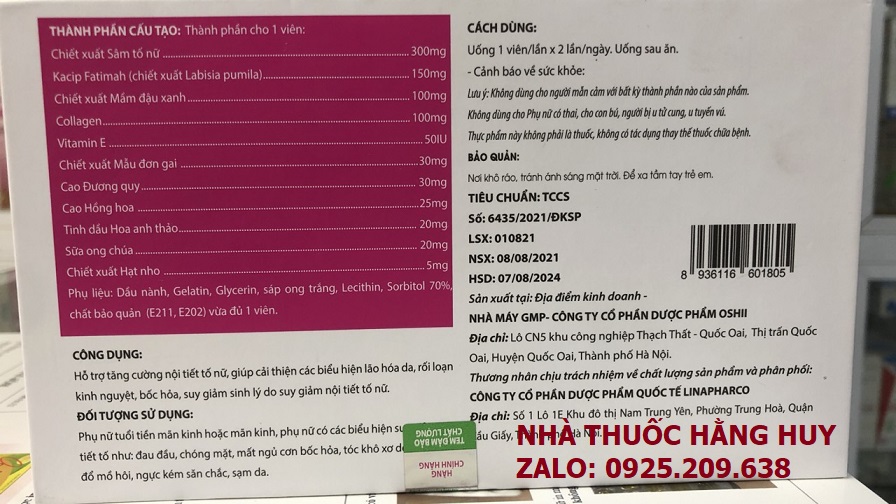 THÀNH PHẦN CẤU TẠO: Thành phần cho 1 viên:
Chiết xuất Sâm tố nữ ........ 300mg
Kacip Fatimah (chiết xuất Labisia pumila)........ 150mg
Chiết xuất Mầm đậu xanh........ 100mg
Collagen........ 100mg
Vitamin E ........ 50IU
Chiết xuất Mẫu đơn gai ........ 30mg
Cao Đương quy........ 30mg
Cao Hồng hoa ........ 25mg
Tinh dầu Hoa anh thảo........ 20mg
Sữa ong chúa ........ 20mg
Chiết xuất Hạt nho ........ 5mg
Phụ liệu: Dầu nành, Gelatin, Glycerin, sáp ong trắng, Lecithin, Sorbitol 70%,
chất bảo quản (E211, E202) vừa đủ 1 viên.
CÔNG DỤNG:
Hỗ trợ tăng cường nội tiết tố nữ, giúp cải thiện các biểu hiện lão hóa da, rối loạn
kinh nguyệt, bốc hỏa, suy giảm sinh lý do suy giảm nội tiết tố nữ.
ĐỐI TƯỢNG SỬ DỤNG:
Phụ nữ tuổi tiền mãn kinh hoặc mãn kinh, phụ nữ có các biểu hiện
tiết tố như: đau đầu, chóng mặt, mất ngủ cơn bốc hỏa, tóc khô xơ
đổ mồ hôi, ngực kém săn chắc, sạm da.
TEM ĐẢM BẢO
CHẤT LƯỢNG
HÀNG
CHÍNH HÃNG
CÁCH DÙNG:
Uống 1 viên/lần x 2 lần/ngày. Uống sau ăn.
- Cảnh báo về sức khỏe:
Lưu ý: Không dùng cho người mẫn cảm với bất kỳ thành phần nào của sản phẩm.
Không dùng cho Phụ nữ có thai, cho con bú, người bị u tử cung, u tuyến vú.
Thực phẩm này không phải là thuốc, không có tác dụng thay thế thuốc chữa bệnh.
BẢO QUẢN:
Nơi khô ráo, tránh ánh sáng mặt trời. Để xa tầm tay trẻ em.
TIÊU CHUẨN: TCCS
Số: 6435/2021/ĐKSP
LSX: 010821
NSX: 08/08/2021
HSD: 07/08/2024
8 936116 601805
Sản xuất tại: Địa điểm kinh doanh -
NHÀ MÁY GMP- CÔNG TY CỔ PHẦN DƯỢC PHẨM OSHII
Địa chỉ: Lô CN5 khu công nghiệp Thạch Thất - Quốc Oai, Thị trấn Quốc
Oai, Huyện Quốc Oai, Thành phố Hà Nội.
Thương nhân chịu trách nhiệm về chất lượng sản phẩm và phân phối:
CÔNG TY CỔ PHẦN DƯỢC PHẨM QUỐC TẾ LINAPHARCO
Địa chỉ: Số 1 Lô 1E Khu đô thị Nam Trung Yên, Phường Trung Hoà, Quận
NHÀ THUỐC HẰNG HUY
ZALO: 0925.209.638